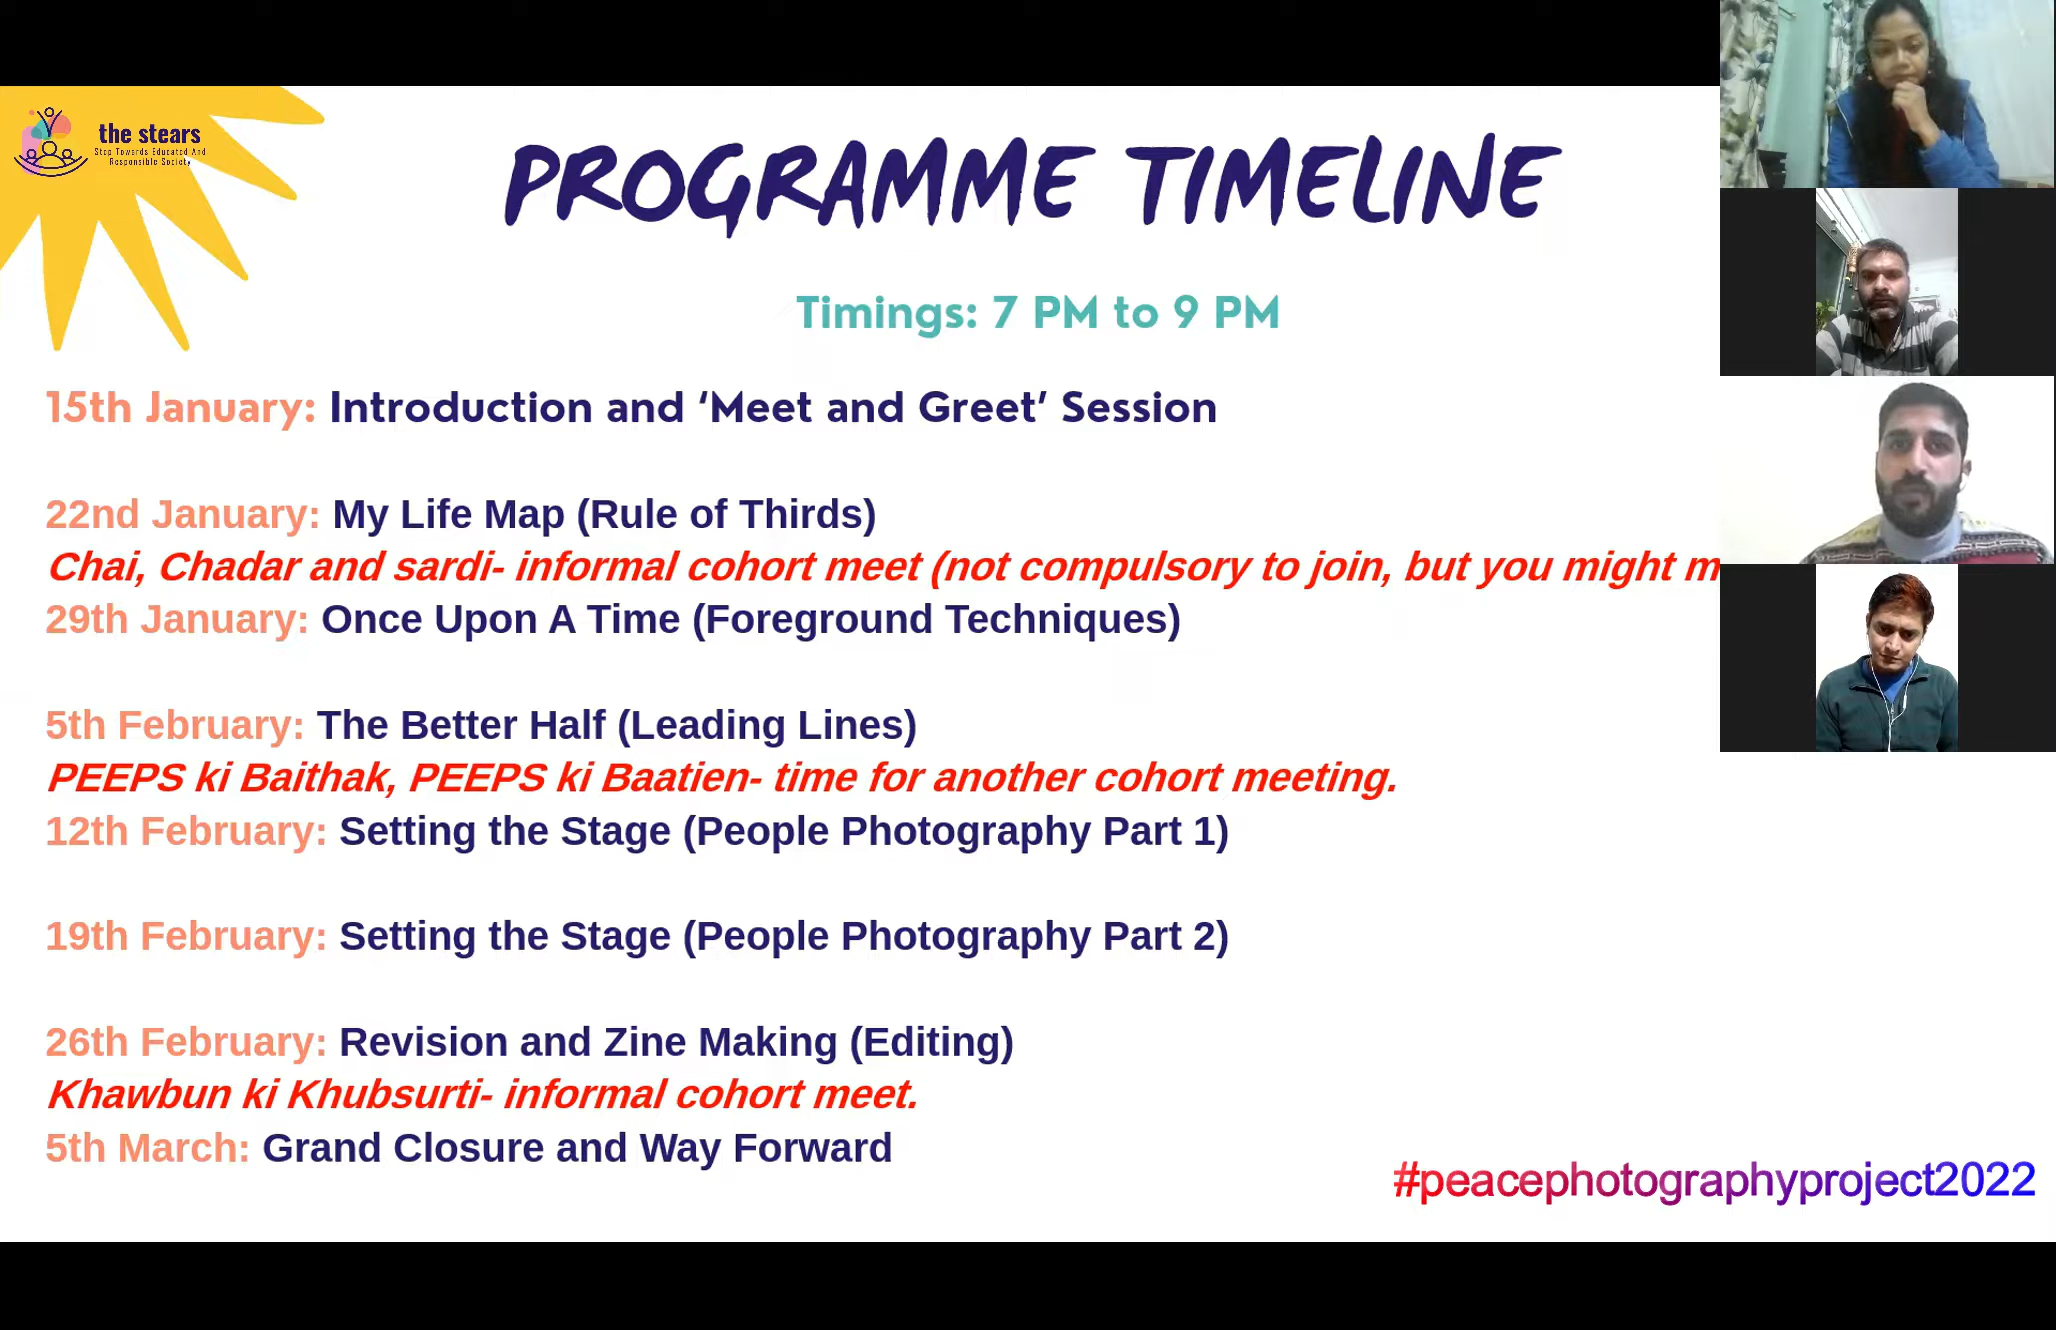 the stears
Step Towards Educated And
Responsible Society
PROGRAMME TIMELINE
Timings: 7 PM to 9 PM
15th January: Introduction and ‘Meet and Greet’ Session
22nd January: My Life Map (Rule of Thirds)
Chai, Chadar and sardi- informal cohort meet (not compulsory to join, but you might m
29th January: Once Upon A Time (Foreground Techniques)
5th February: The Better Half (Leading Lines)
PEEPS ki Baithak, PEEPS ki Baatien- time for another cohort meeting.
12th February: Setting the Stage (People Photography Part 1)
19th February: Setting the Stage (People Photography Part 2)
26th February: Revision and Zine Making (Editing)
Khawbun ki Khubsurti- informal cohort meet.
5th March: Grand Closure and Way Forward
#peacephotographyproject2022